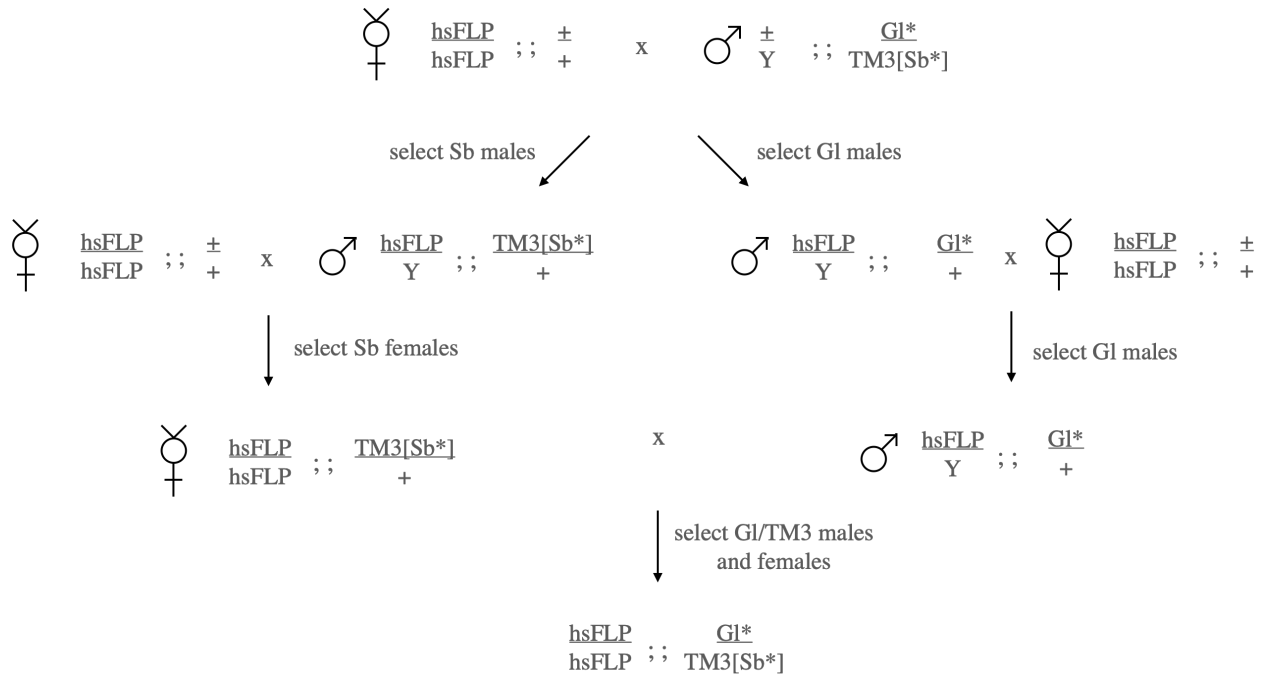 hsFLP ; ; + x + ; ; Gl*
hsFLP + Y TM3[Sb*]
select Sb males select Gl males
hsFLP ; ; + x hsFLP ; ; TM3[Sb*] hsFLP ; ; Gl* x hsFLP ; ; +
hsFLP + Y + Y + hsFLP +
select Sb females select Gl males
hsFLP ; ; TM3[Sb*] x hsFLP ; ; Gl*
hsFLP + Y +
select Gl/TM3 males
and females
hsFLP ; ; Gl*
hsFLP TM3[Sb*]